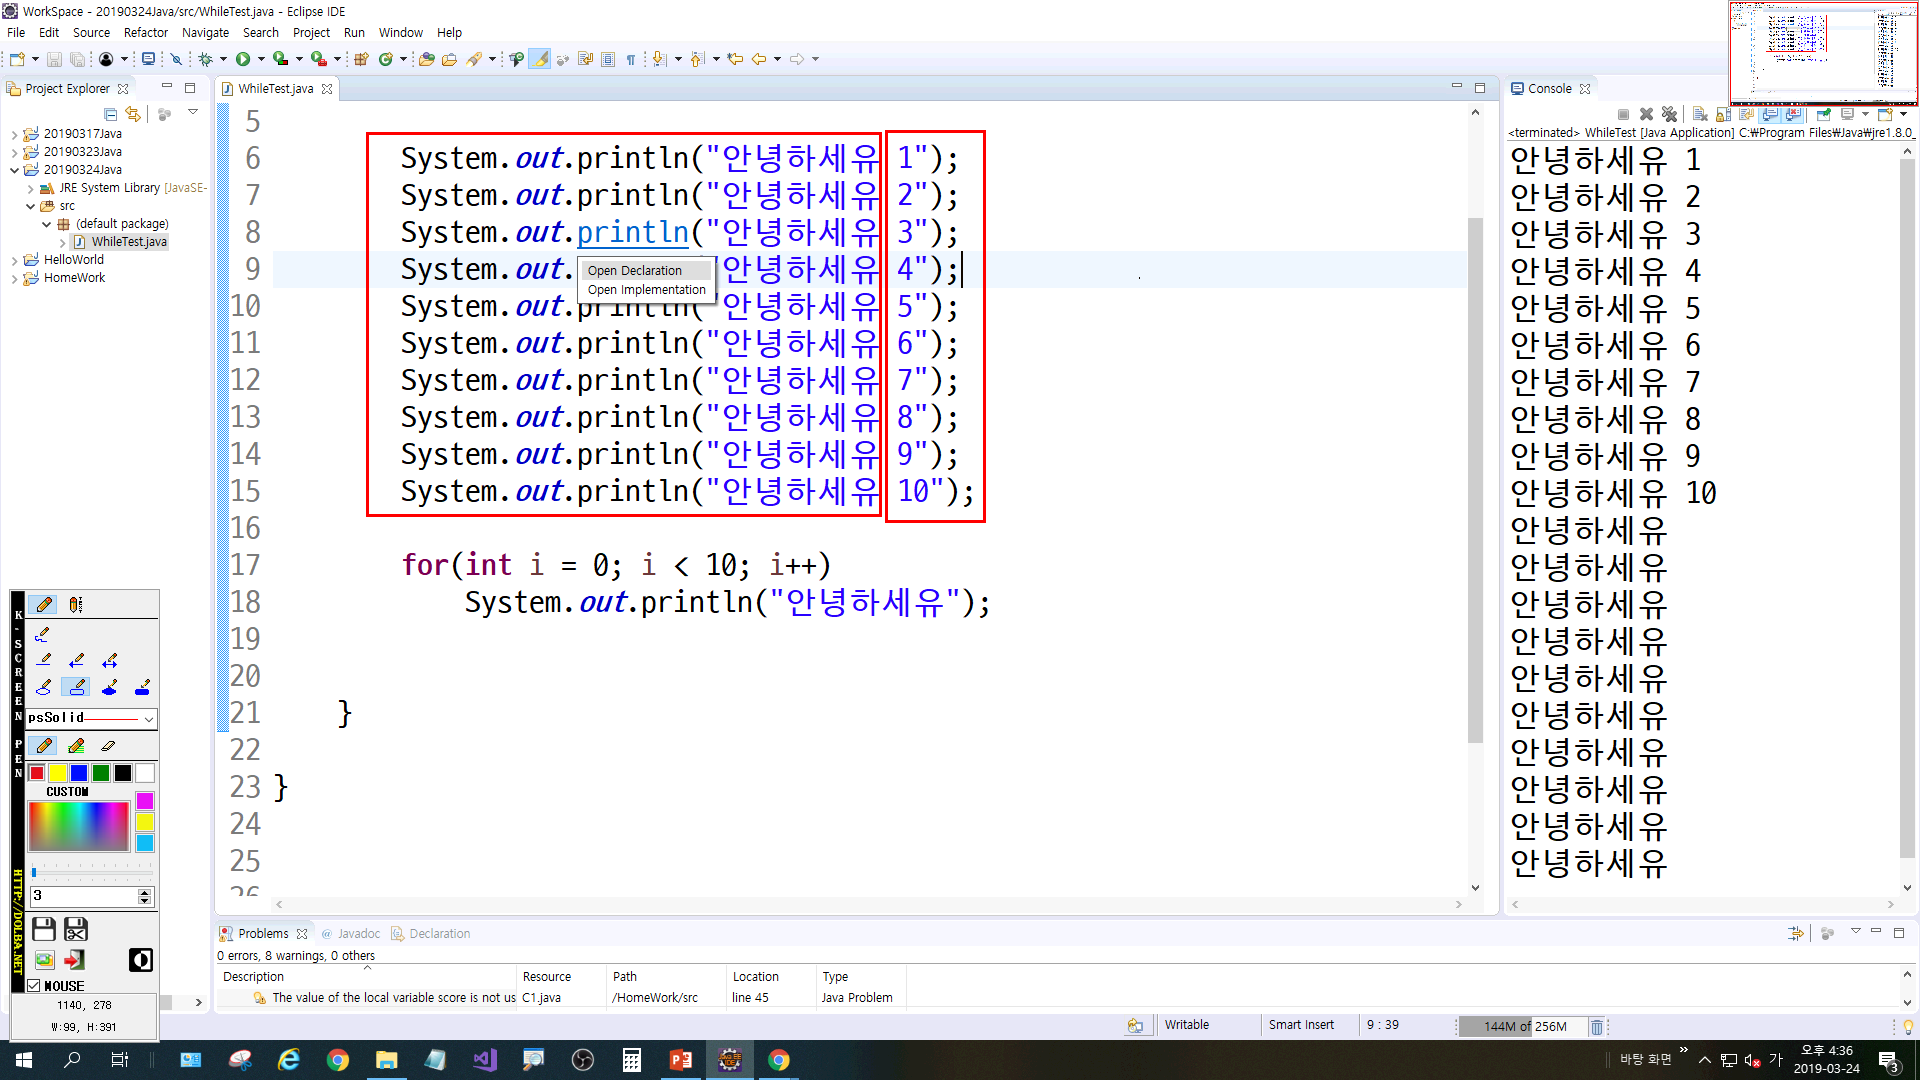 WorkSpace - 20190324Java/src/WhileTest.java - Eclipse IDE
File Edit Source Refactor Navigate Search Project Run Window Help
Project Explorer
20190317Java
20190323Java
20190324Java
JRE System Library [JavaSE-
src
(default package)
WhileTest.java
HelloWorld
HomeWork
WhileTest.java
5
6 System.out.println("안녕하세유 1");
7 System.out.println("안녕하세유 2");
8 System.out.println("안녕하세유 3");
9 System.out. "안녕하세유 4");
Open Declaration
Open Implementation
10 System.out.println("안녕하세유 5");
11 System.out.println("안녕하세유 6");
12 System.out.println("안녕하세유 7");
13 System.out.println("안녕하세유 8");
14 System.out.println("안녕하세유 9");
15 System.out.println("안녕하세유 10");
16
17 for(int i = 0; i < 10; i++)
18 System.out.println("안녕하세유");
19
20
21 }
22
23 }
24
25
26
Console
<terminated> WhileTest [Java Application] C:₩Program Files₩Java₩jre1.8.0_
안녕하세유 1
안녕하세유 2
안녕하세유 3
안녕하세유 4
안녕하세유 5
안녕하세유 6
안녕하세유 7
안녕하세유 8
안녕하세유 9
안녕하세유 10
안녕하세유
안녕하세유
안녕하세유
안녕하세유
안녕하세유
안녕하세유
안녕하세유
안녕하세유
안녕하세유
안녕하세유
K-SCREEN PEN
HTTP://DOLBA.NET
psSolid
CUSTOM
3
MOUSE
1140, 278
W:99, H:391
Problems Javadoc Declaration
0 errors, 8 warnings, 0 others
Description Resource Path Location Type
The value of the local variable score is not us C1.java /HomeWork/src line 45 Java Problem
Writable Smart Insert 9 : 39 144M of 256M
바탕 화면 가 오후 4:36
2019-03-24
3